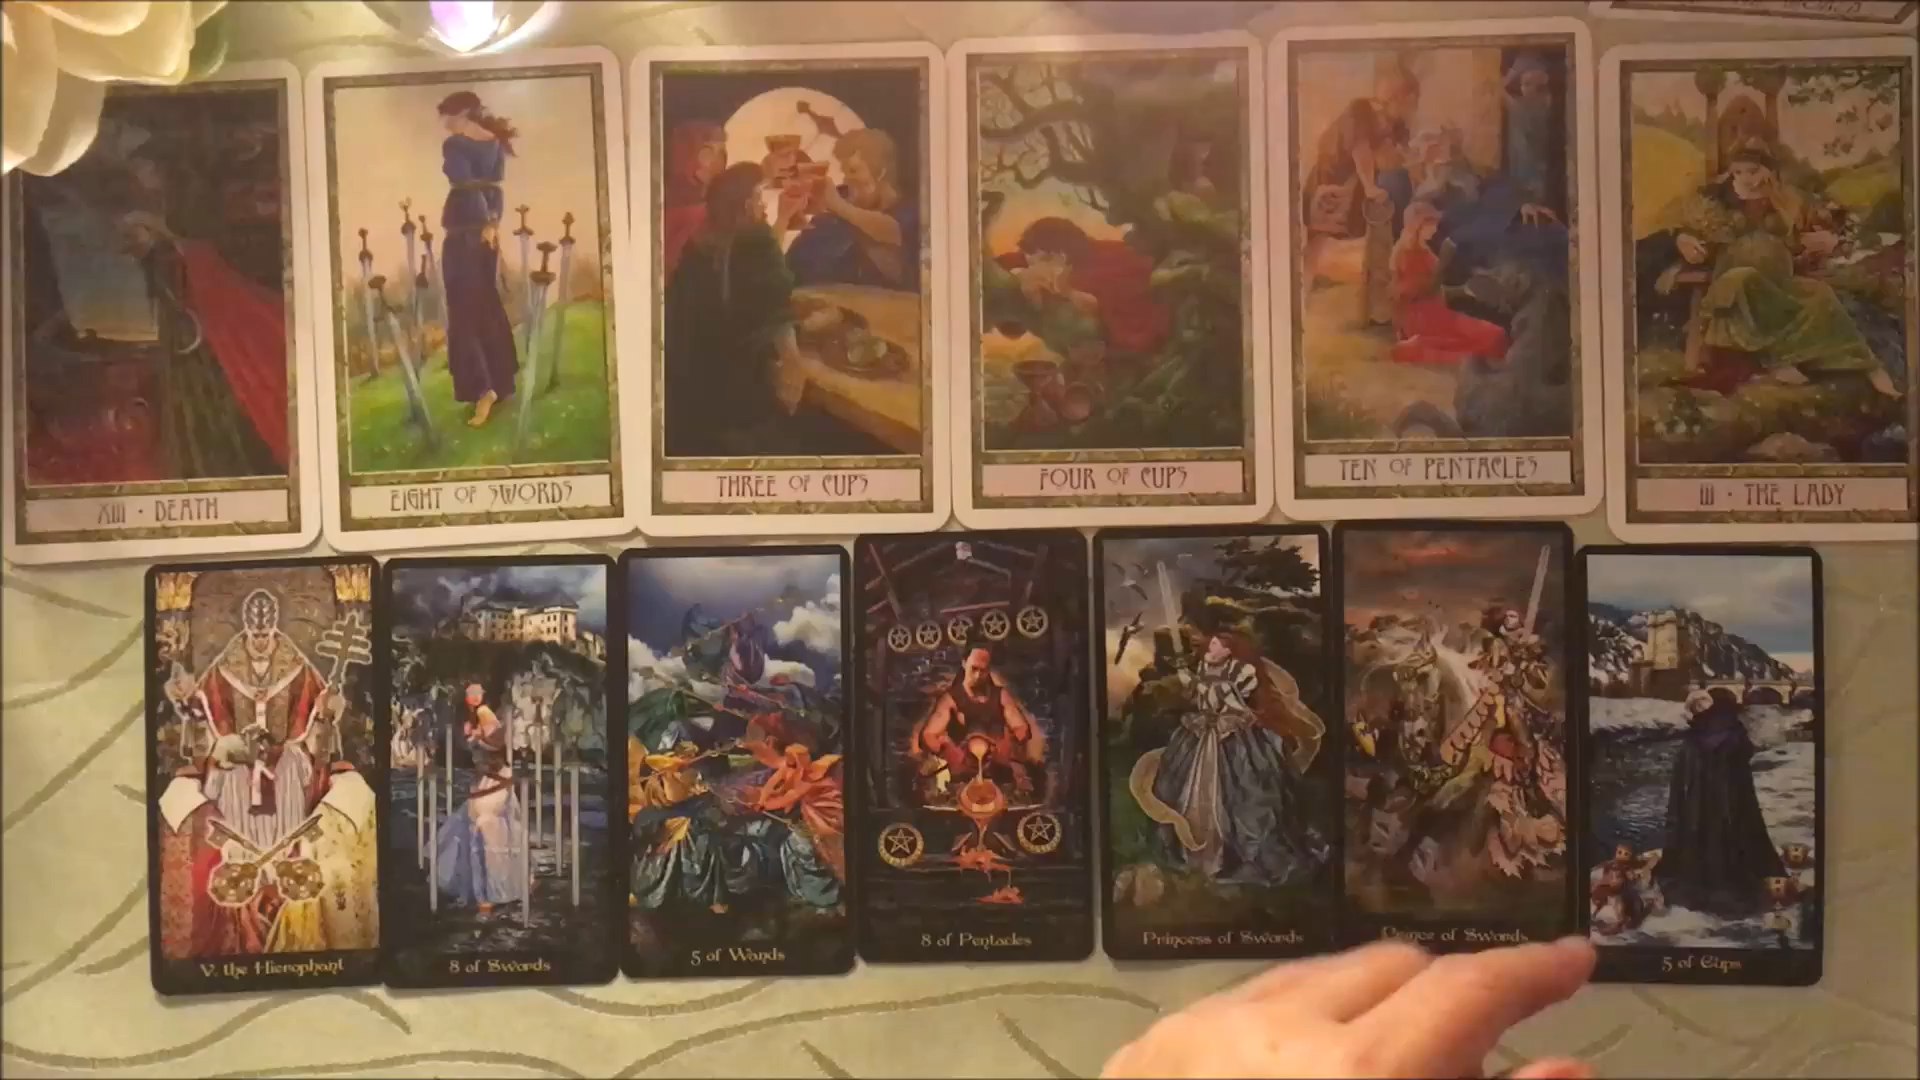 XIII • DEATH
EIGHT OF SWORDS
THREE OF CUPS
FOUR OF CUPS
TEN OF PENTACLES
III • THE LADY
V. the Hierophant
8 of Swords
5 of Wands
8 of Pentacles
Princess of Swords
Prince of Swords
5 of Cups